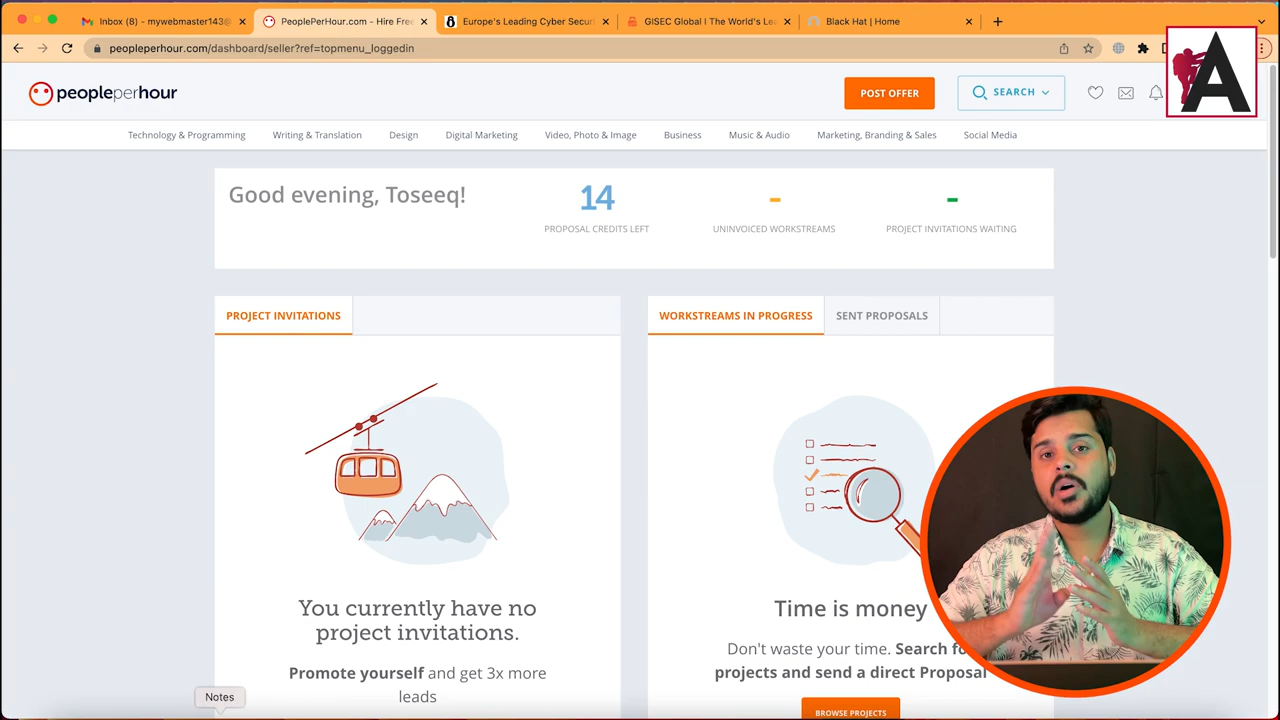 Inbox (8) - mywebmaster143@
PeoplePerHour.com - Hire Free
Europe's Leading Cyber Securi
GISEC Global I The World's Lea
Black Hat | Home
peopleperhour.com/dashboard/seller?ref=topmenu_loggedin
peopleperhour
POST OFFER
SEARCH
A
Technology & Programming
Writing & Translation
Design
Digital Marketing
Video, Photo & Image
Business
Music & Audio
Marketing, Branding & Sales
Social Media
Good evening, Toseeq!
14
-
-
PROPOSAL CREDITS LEFT
UNINVOICED WORKSTREAMS
PROJECT INVITATIONS WAITING
PROJECT INVITATIONS
WORKSTREAMS IN PROGRESS
SENT PROPOSALS
You currently have no
project invitations.
Promote yourself and get 3x more
leads
Time is money
Don't waste your time. Search fo
projects and send a direct Proposal
BROWSE PROJECTS
Notes